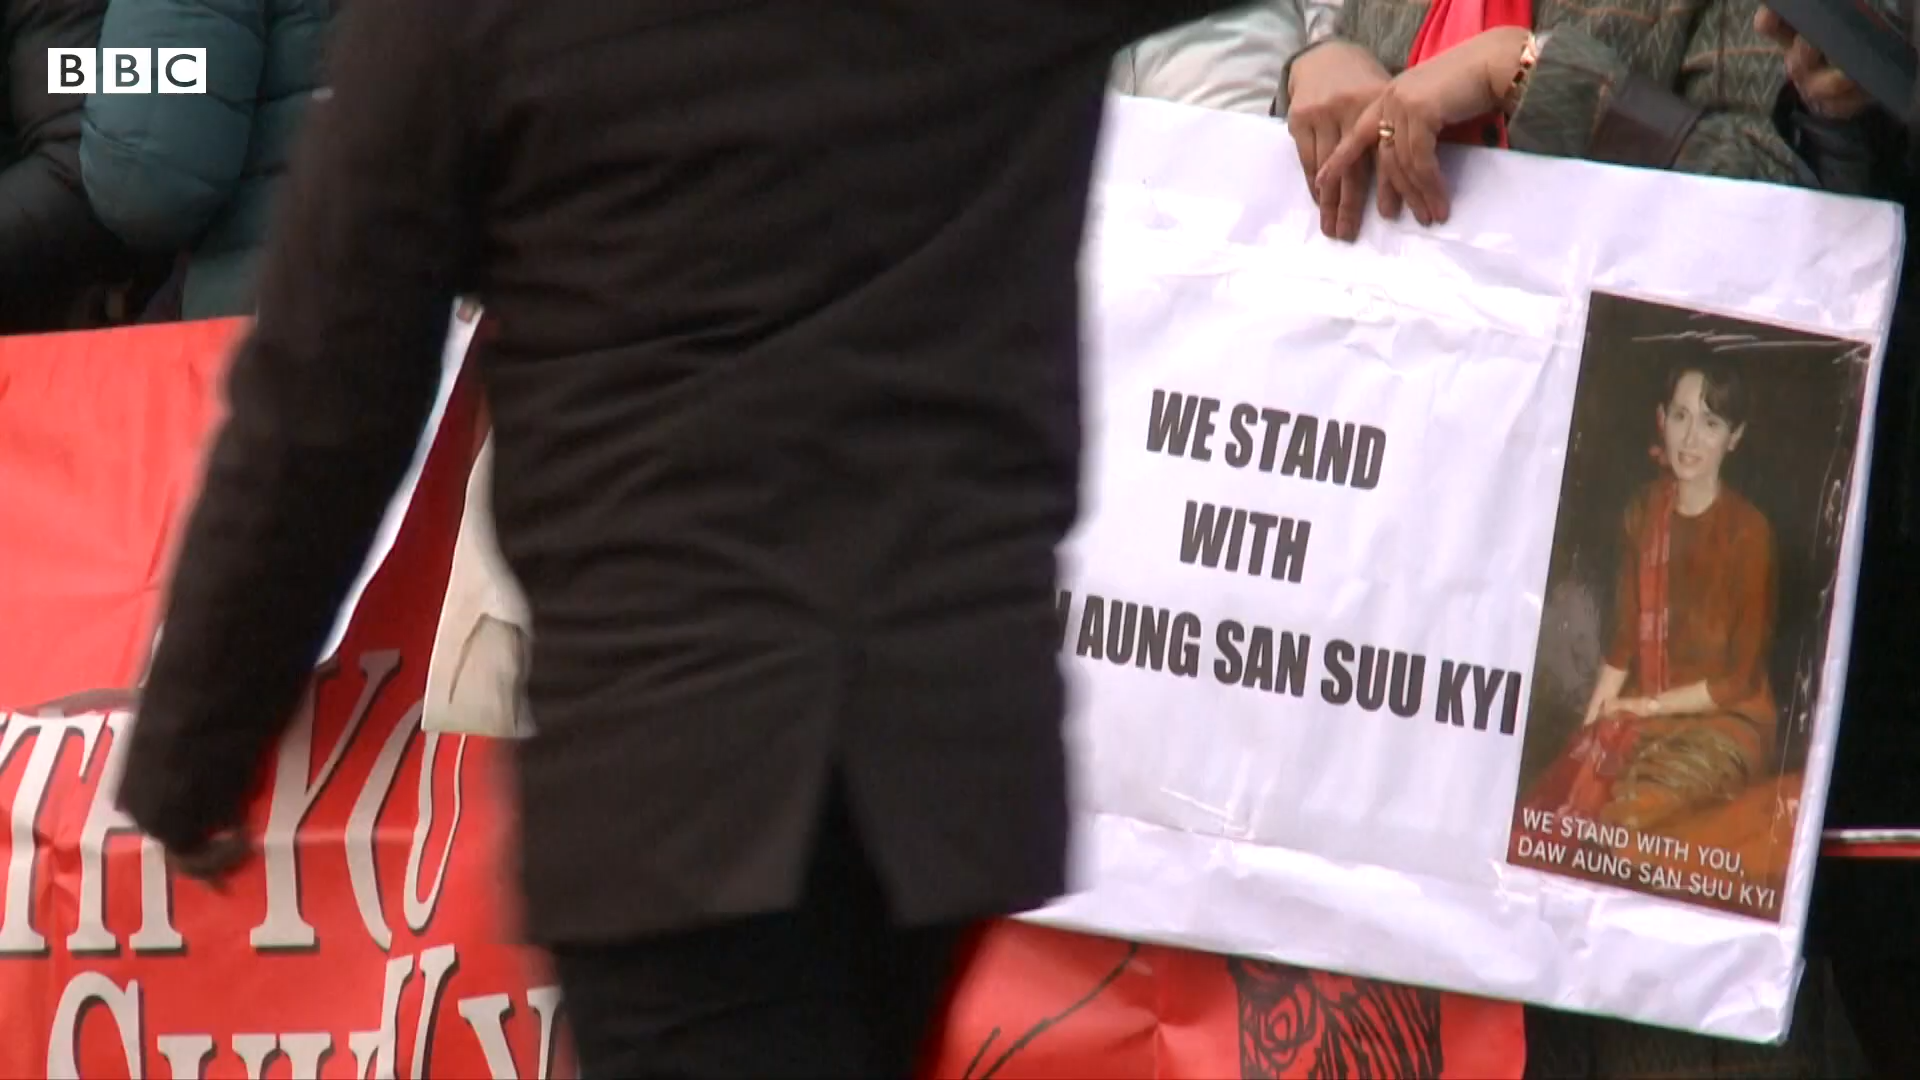 BBC
WE STAND
WITH
AUNG SAN SUU KYI
WE STAND WITH YOU,
DAW AUNG SAN SUU KYI